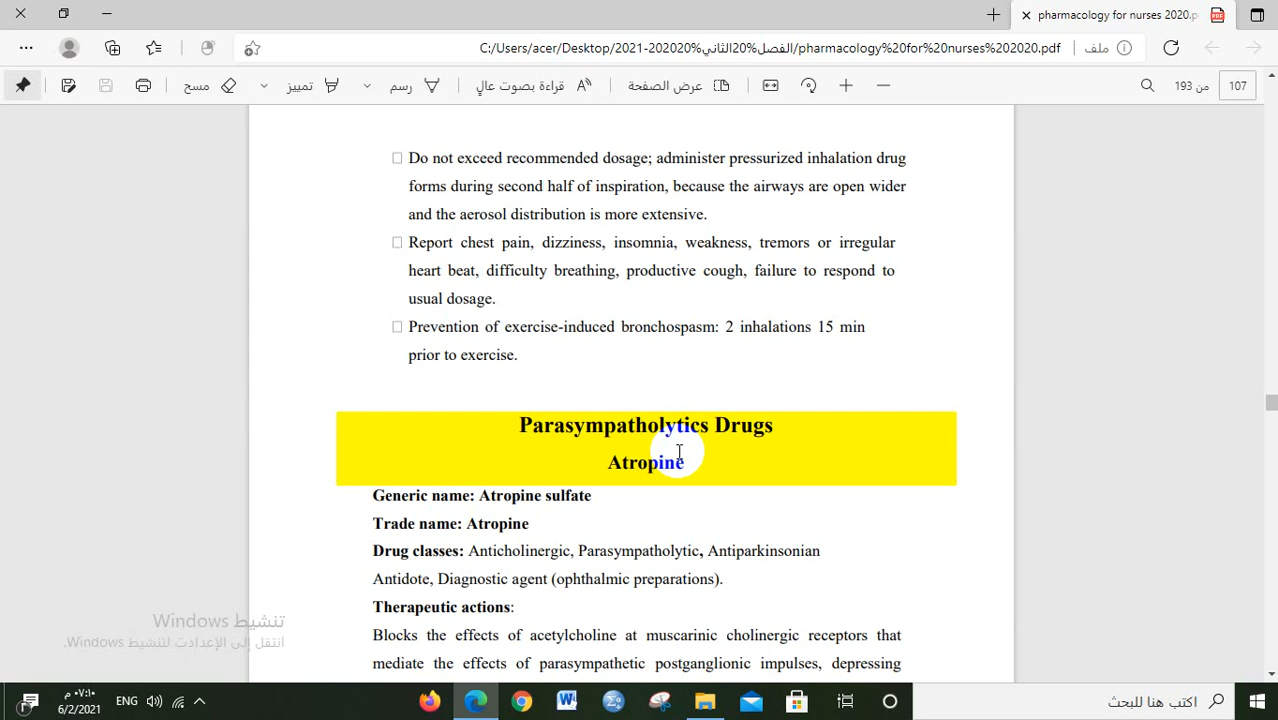 pharmacology for nurses 2020.p
C:/Users/acer/Desktop/2021-202020%الفصل%20الثاني/pharmacology%20for%20nurses%202020.pdf
ملف
107
من 193
عرض الصفحة
قراءة بصوت عالٍ
رسم
تمييز
مسح
Do not exceed recommended dosage; administer pressurized inhalation drug
forms during second half of inspiration, because the airways are open wider
and the aerosol distribution is more extensive.
Report chest pain, dizziness, insomnia, weakness, tremors or irregular
heart beat, difficulty breathing, productive cough, failure to respond to
usual dosage.
Prevention of exercise-induced bronchospasm: 2 inhalations 15 min
prior to exercise.
Parasympatholytics Drugs
Atropine
Generic name: Atropine sulfate
Trade name: Atropine
Drug classes: Anticholinergic, Parasympatholytic, Antiparkinsonian
Antidote, Diagnostic agent (ophthalmic preparations).
Therapeutic actions:
Blocks the effects of acetylcholine at muscarinic cholinergic receptors that
mediate the effects of parasympathetic postganglionic impulses, depressing
تنشيط Windows
انتقل إلى الإعدادت لتنشيط Windows.
اكتب هنا للبحث
ENG
٠٧:١٠ م
6/2/2021